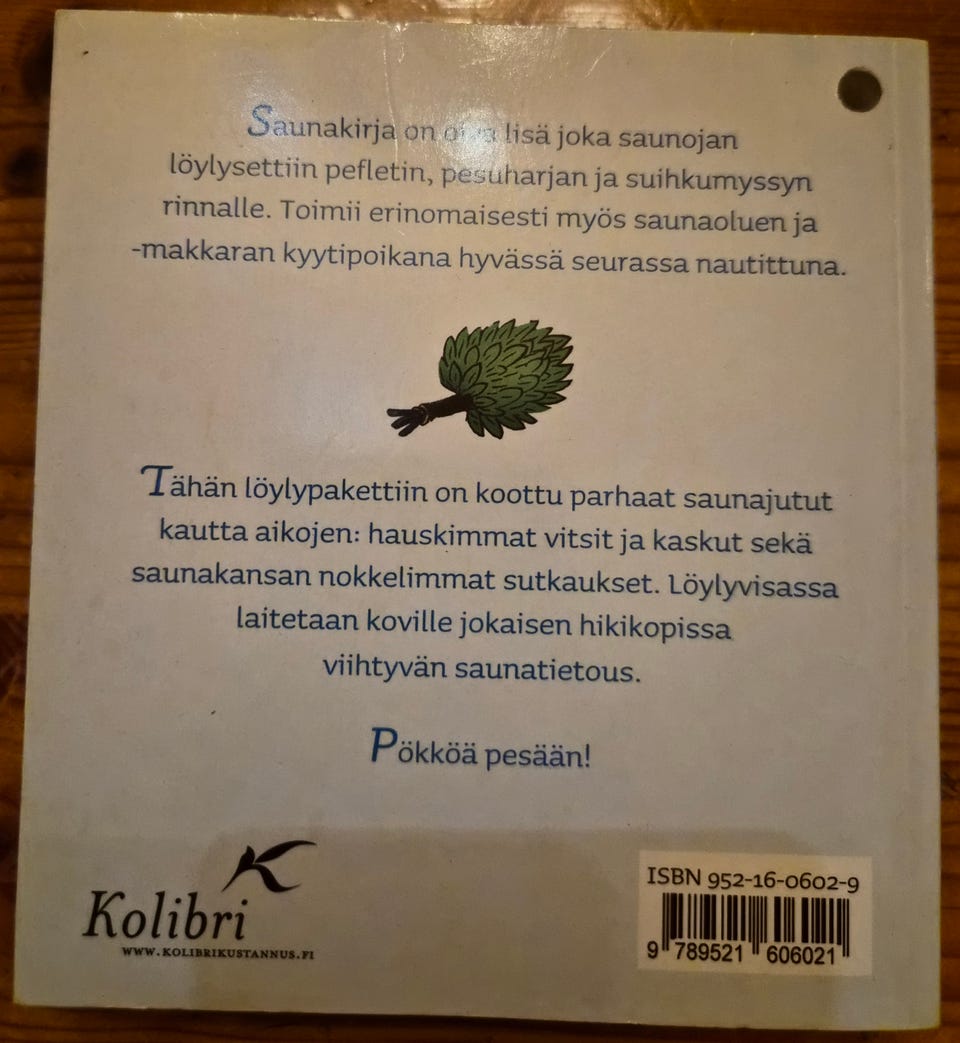 Saunakirja on oiva lisä joka saunojan
löylysettiin pefletin, pesuharjan ja suihkumyssyn
rinnalle. Toimii erinomaisesti myös saunaoluen ja
-makkaran kyytipoikana hyvässä seurassa nautittuna.
Tähän löylypakettiin on koottu parhaat saunajutut
kautta aikojen: hauskimmat vitsit ja kaskut sekä
saunakansan nokkelimmat sutkaukset. Löylyvisassa
laitetaan koville jokaisen hikikopissa
viihtyvän saunatietous.
Pökköä pesään!
Kolibri
WWW.KOLIBRIKUSTANNUS.FI
ISBN 952-16-0602-9
9 789521 606021